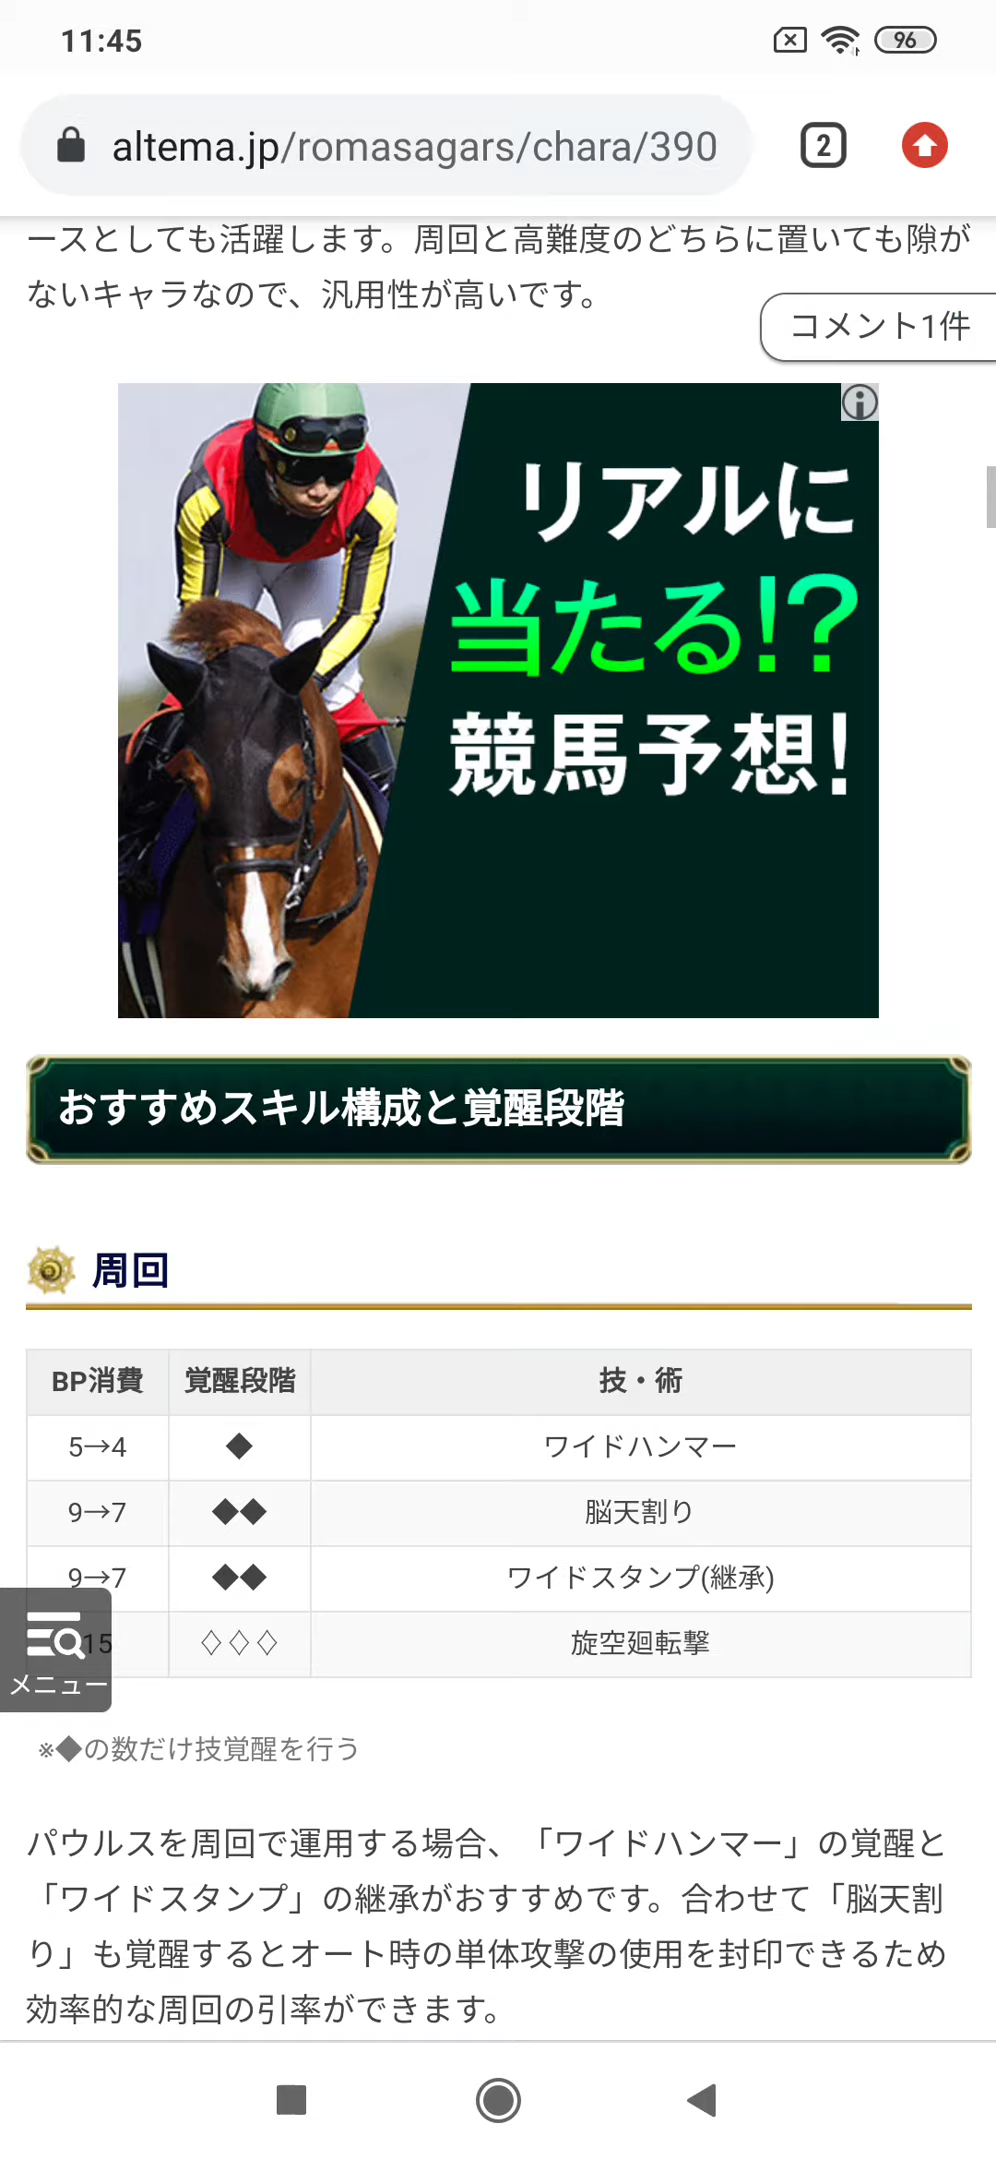 11:45
96
altema.jp/romasagars/chara/390
2
ースとしても活躍します。周回と高難度のどちらに置いても隙が
ないキャラなので、汎用性が高いです。
コメント1件
リアルに
当たる!?
競馬予想!
おすすめスキル構成と覚醒段階
周回
BP消費 覚醒段階 技・術
5→4 ◆ ワイドハンマー
9→7 ◆◆ 脳天割り
9→7 ◆◆ ワイドスタンプ(継承)
15 ♢♢♢ 旋空廻転撃
メニュー
※◆の数だけ技覚醒を行う
パウルスを周回で運用する場合、「ワイドハンマー」の覚醒と
「ワイドスタンプ」の継承がおすすめです。合わせて「脳天割
り」も覚醒するとオート時の単体攻撃の使用を封印できるため
効率的な周回の引率ができます。